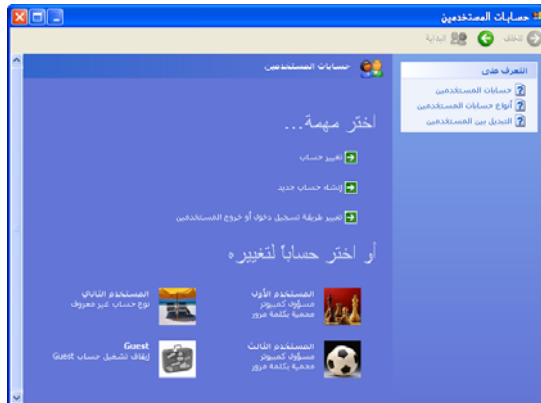 حسابات المستخدمين
للخلف
البداية
التعرف على
حسابات المستخدمين
أنواع حسابات المستخدمين
التبديل بين المستخدمين
حسابات المستخدمين
اختر مهمة...
تغيير حساب
إنشاء حساب جديد
تغيير طريقة تسجيل دخول أو خروج المستخدمين
أو اختر حساباً لتغييره
المستخدم الأول
مسؤول كمبيوتر
محمية بكلمة مرور
المستخدم الثاني
نوع حساب غير معروف
المستخدم الثالث
مسؤول كمبيوتر
محمية بكلمة مرور
Guest
إيقاف تشغيل حساب Guest